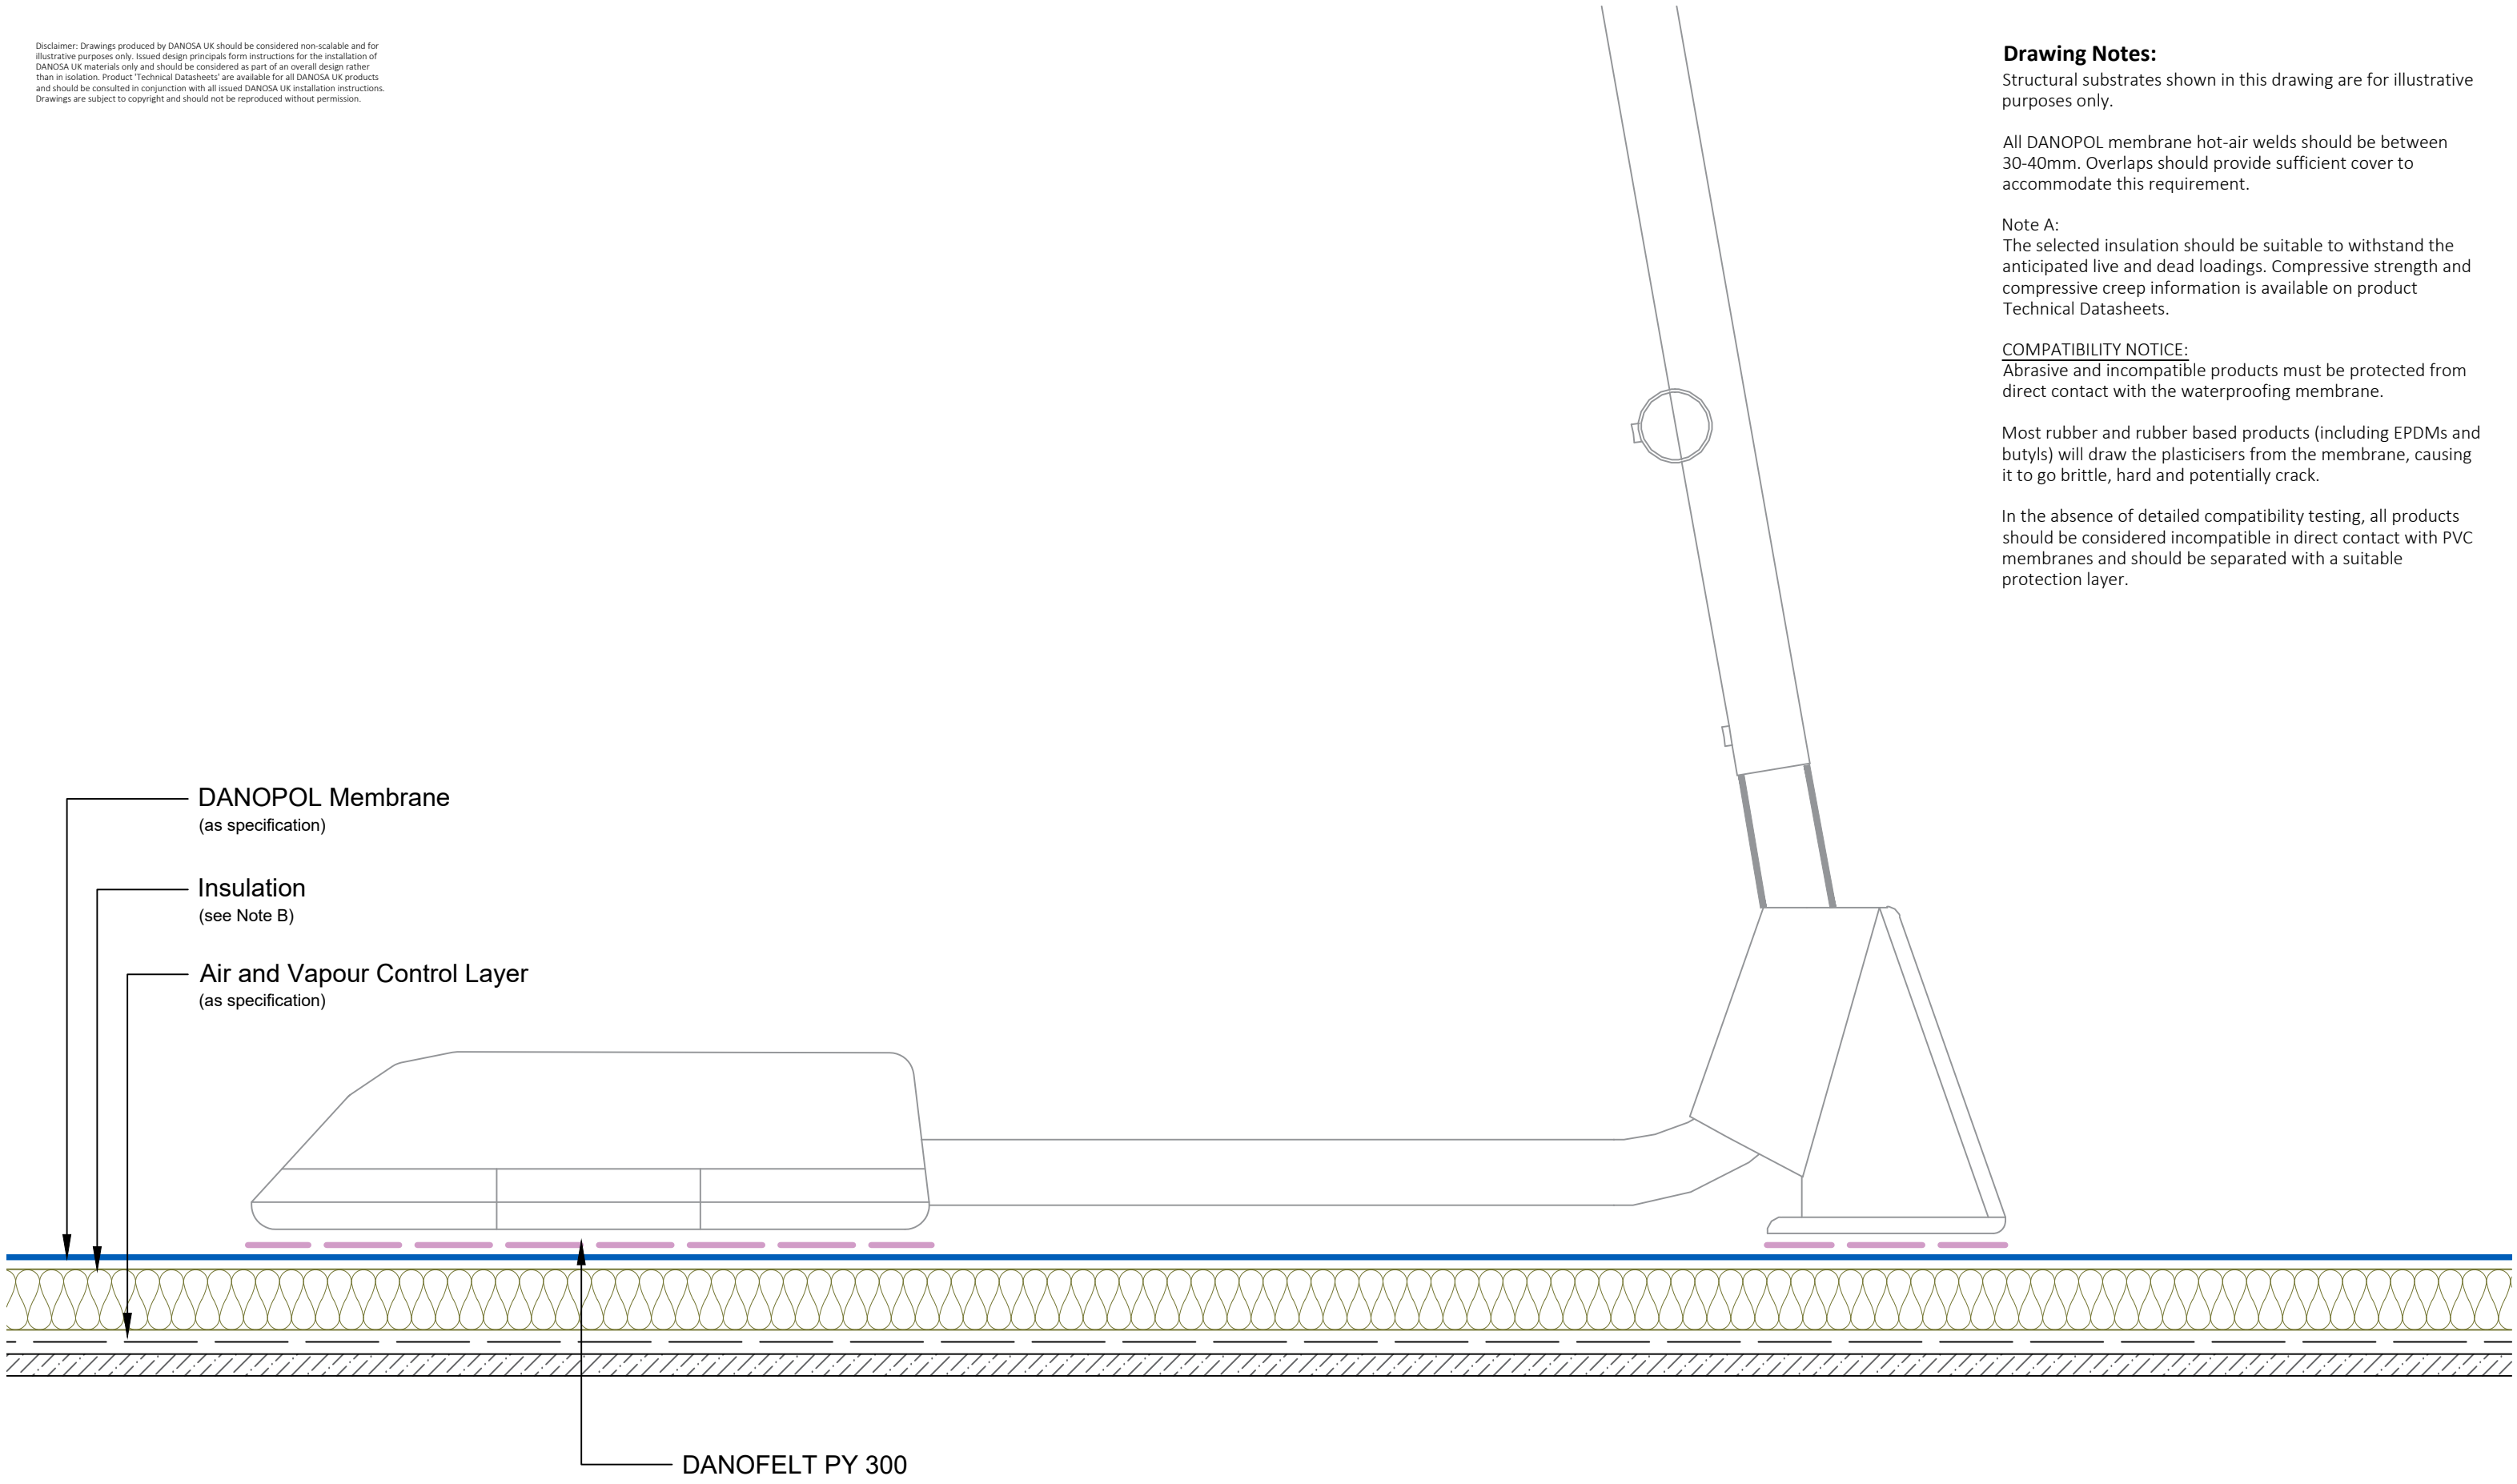 Disclaimer: Drawings produced by DANOSA UK should be considered non-scalable and for
illustrative purposes only. Issued design principals form instructions for the installation of
DANOSA UK materials only and should be considered as part of an overall design rather
than in isolation. Product 'Technical Datasheets' are available for all DANOSA UK products
and should be consulted in conjunction with all issued DANOSA UK installation instructions.
Drawings are subject to copyright and should not be reproduced without permission.
Drawing Notes:
Structural substrates shown in this drawing are for illustrative
purposes only.
All DANOPOL membrane hot-air welds should be between
30-40mm. Overlaps should provide sufficient cover to
accommodate this requirement.
Note A:
The selected insulation should be suitable to withstand the
anticipated live and dead loadings. Compressive strength and
compressive creep information is available on product
Technical Datasheets.
COMPATIBILITY NOTICE:
Abrasive and incompatible products must be protected from
direct contact with the waterproofing membrane.
Most rubber and rubber based products (including EPDMs and
butyls) will draw the plasticisers from the membrane, causing
it to go brittle, hard and potentially crack.
In the absence of detailed compatibility testing, all products
should be considered incompatible in direct contact with PVC
membranes and should be separated with a suitable
protection layer.
DANOPOL Membrane
(as specification)
Insulation
(see Note B)
Air and Vapour Control Layer
(as specification)
DANOFELT PY 300